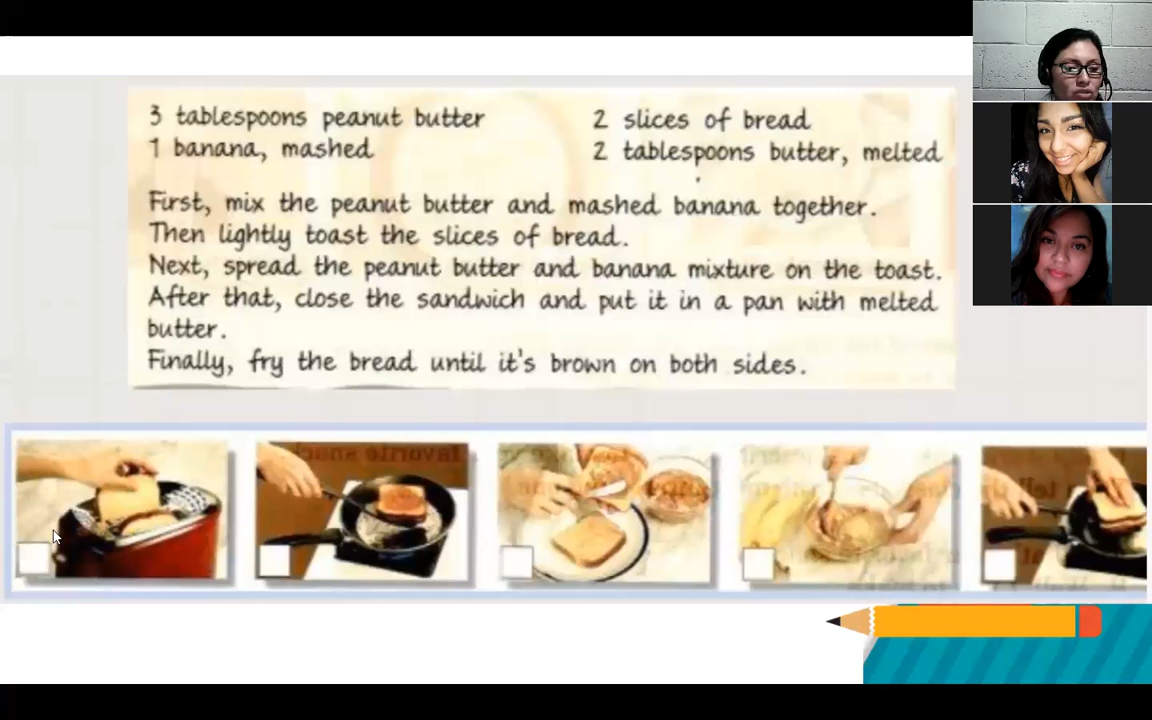 3 tablespoons peanut butter
2 slices of bread
1 banana, mashed
2 tablespoons butter, melted
First, mix the peanut butter and mashed banana together.
Then lightly toast the slices of bread.
Next, spread the peanut butter and banana mixture on the toast.
After that, close the sandwich and put it in a pan with melted
butter.
Finally, fry the bread until it's brown on both sides.